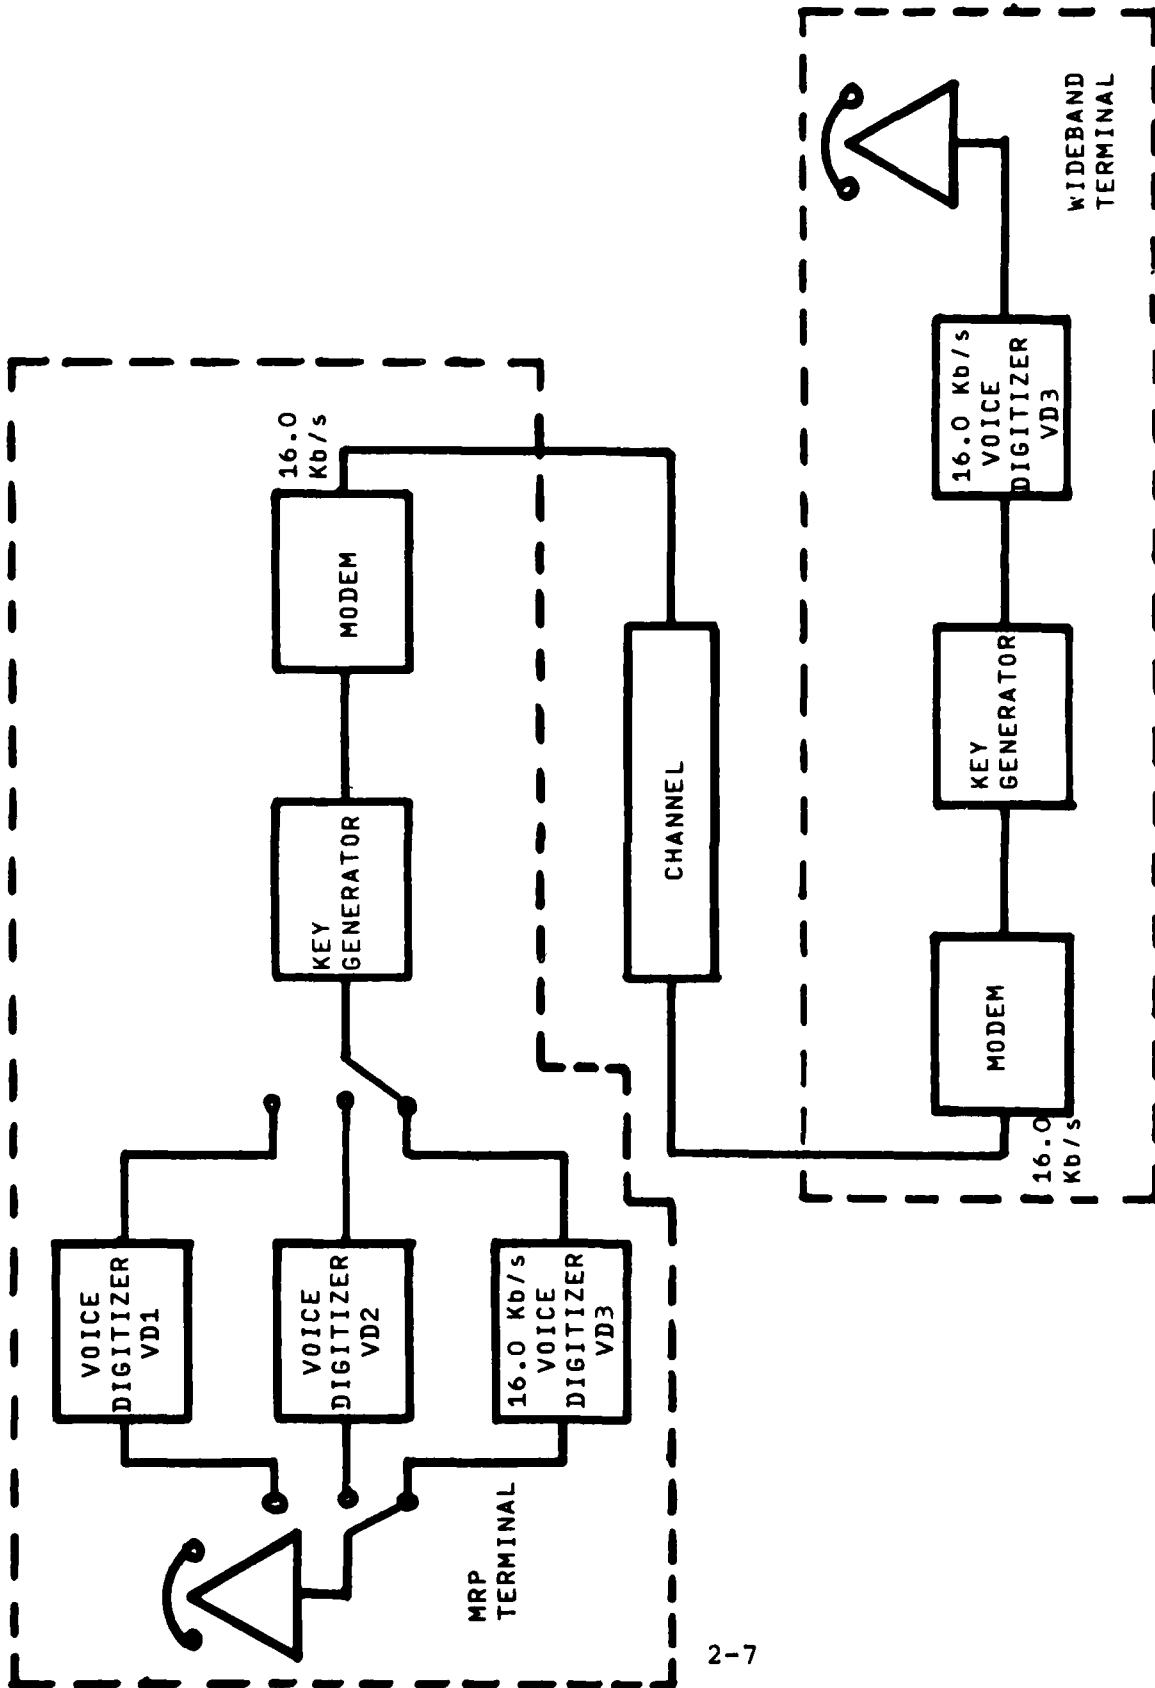 VOICE
DIGITIZER
VD1
VOICE
DIGITIZER
VD2
16.0 Kb/s
VOICE
DIGITIZER
VD3
MRP
TERMINAL
KEY
GENERATOR
MODEM
16.0
Kb/s
CHANNEL
16.0
Kb/s
MODEM
KEY
GENERATOR
16.0 Kb/s
VOICE
DIGITIZER
VD3
WIDEBAND
TERMINAL
2-7